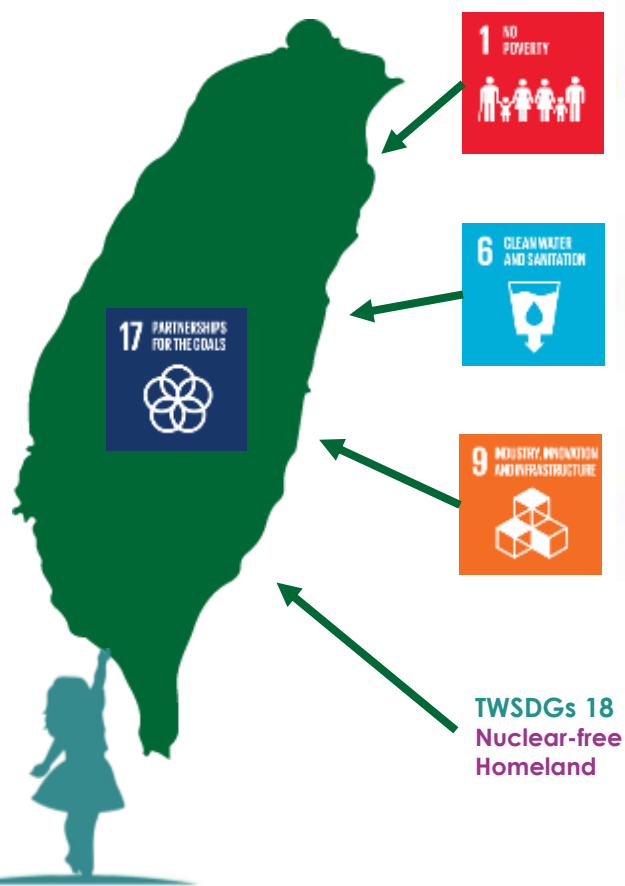 1 NO
POVERTY
6 CLEAN WATER
AND SANITATION
17 PARTNERSHIPS
FOR THE GOALS
9 INDUSTRY, INNOVATION
AND INFRASTRUCTURE
TWSDGs 18
Nuclear-free
Homeland